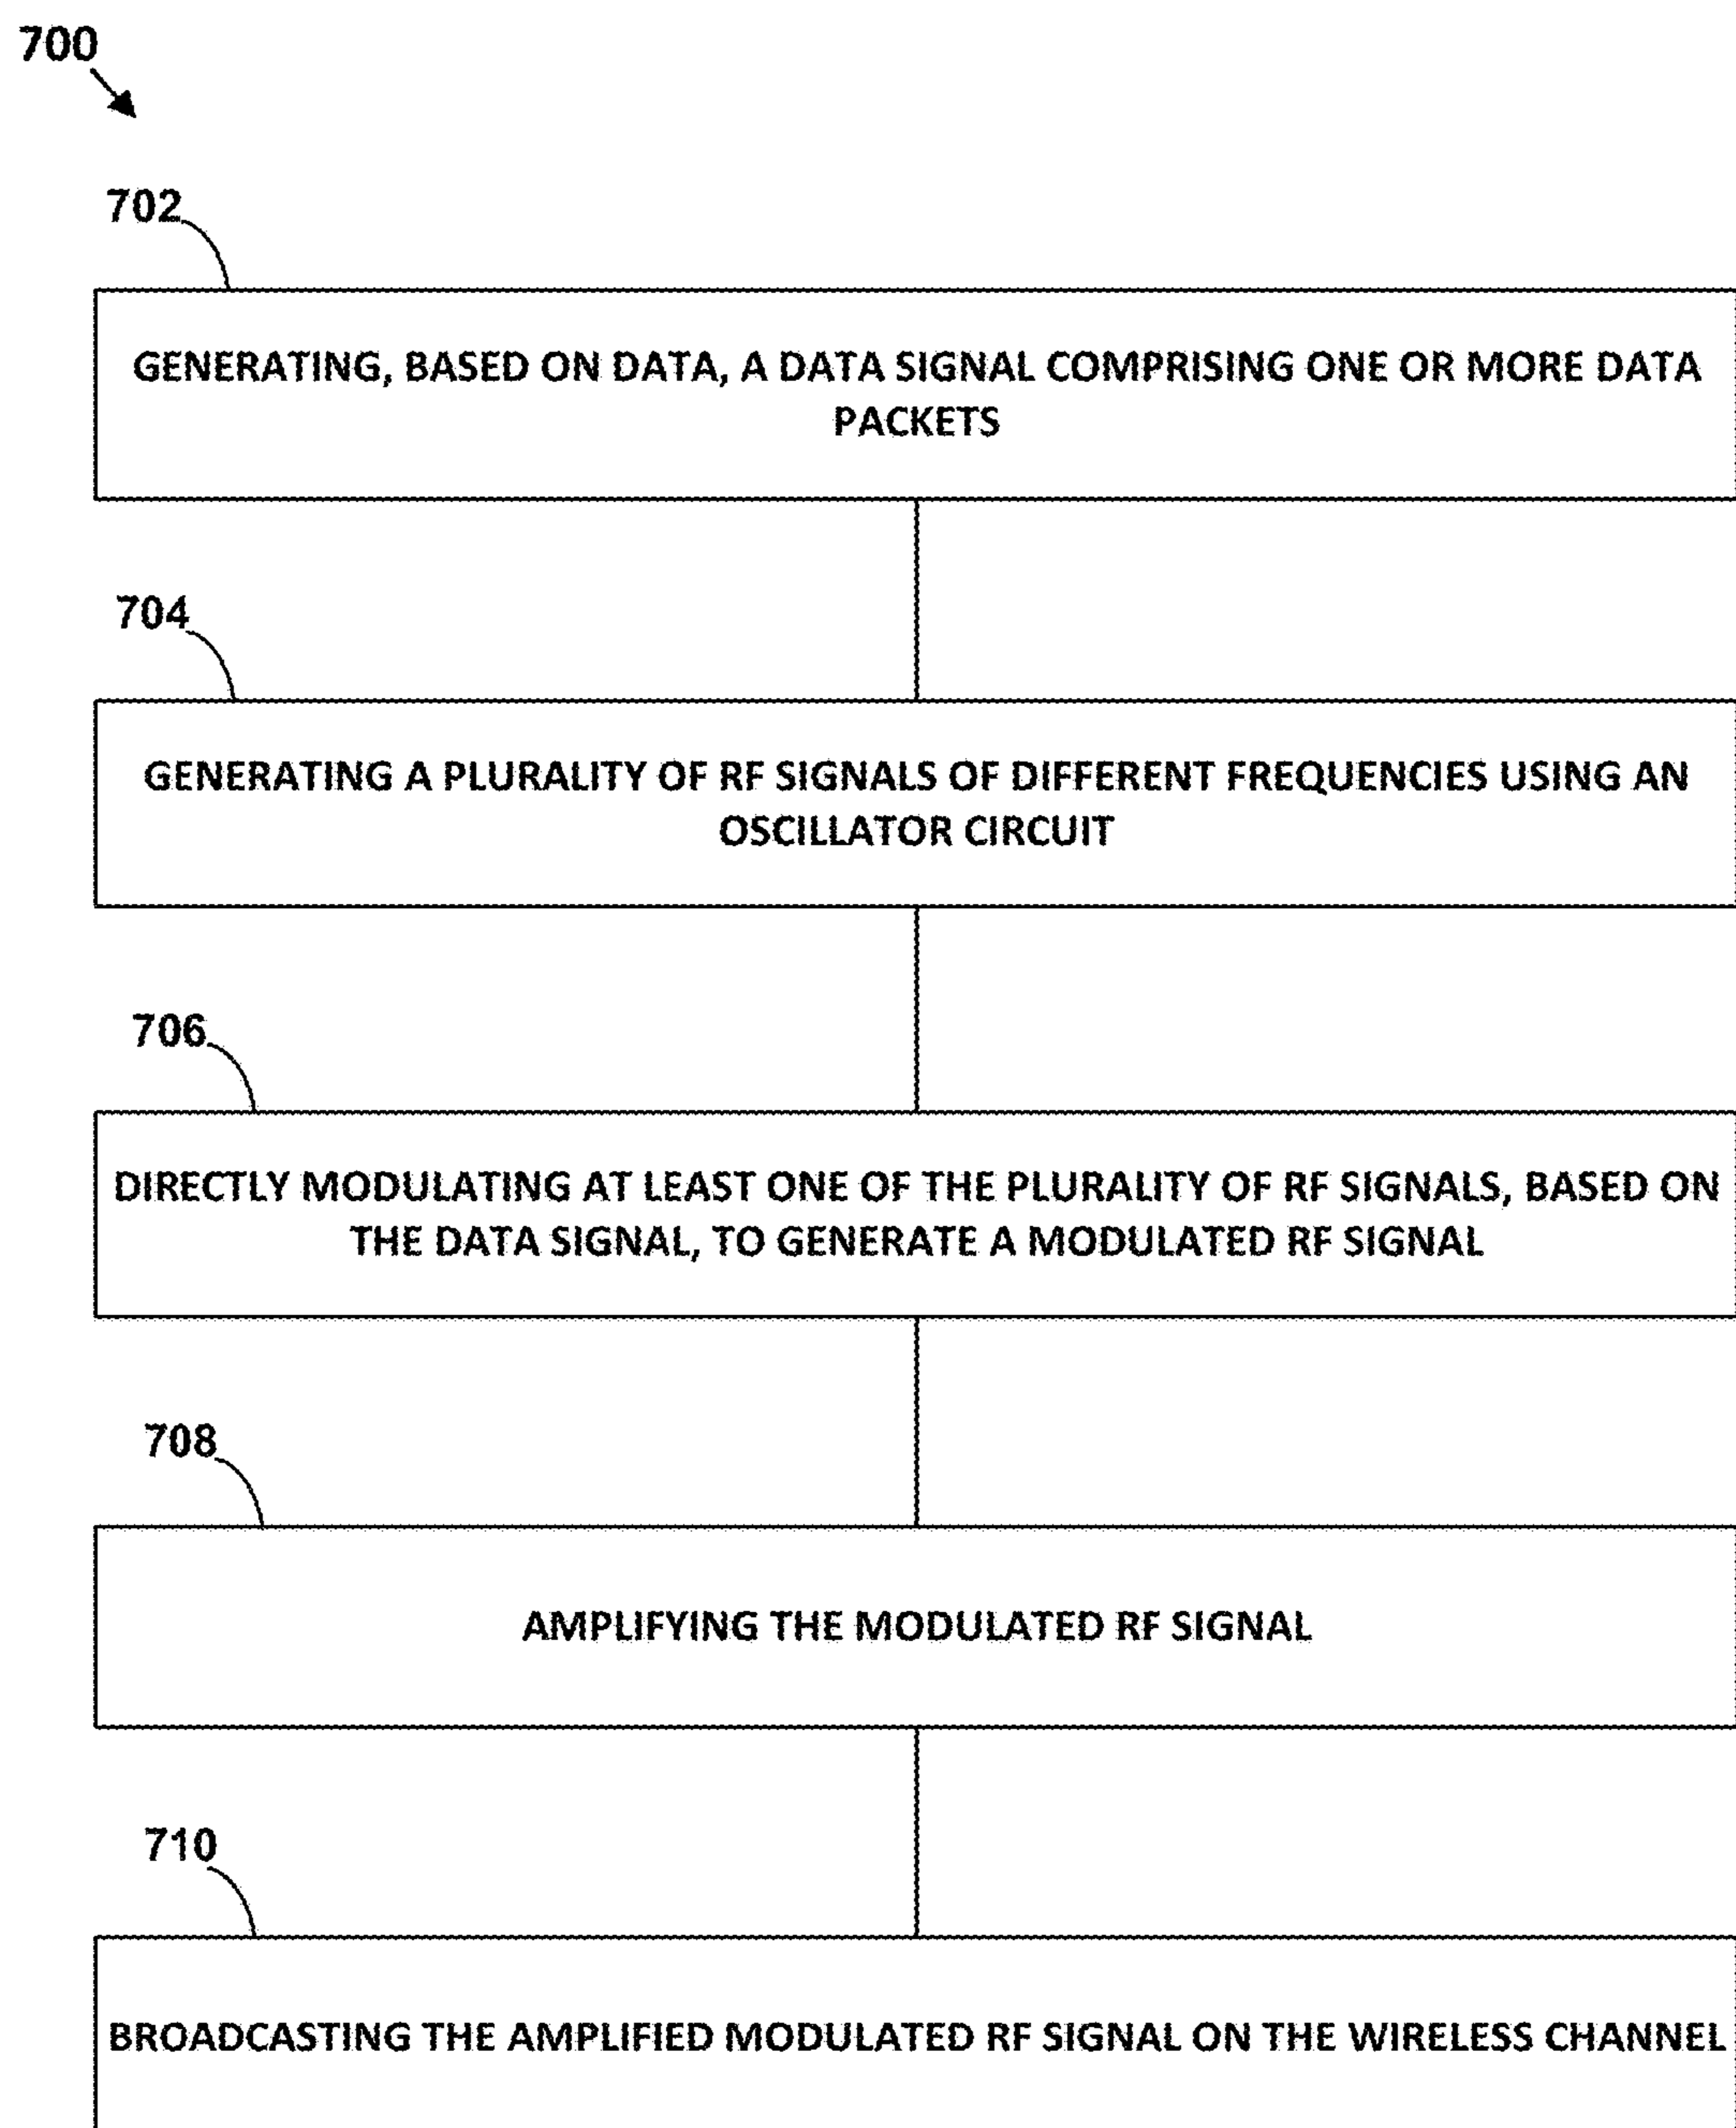 700
702
GENERATING, BASED ON DATA, A DATA SIGNAL COMPRISING ONE OR MORE DATA
PACKETS
704
GENERATING A PLURALITY OF RF SIGNALS OF DIFFERENT FREQUENCIES USING AN
OSCILLATOR CIRCUIT
706
DIRECTLY MODULATING AT LEAST ONE OF THE PLURALITY OF RF SIGNALS, BASED ON
THE DATA SIGNAL, TO GENERATE A MODULATED RF SIGNAL
708
AMPLIFYING THE MODULATED RF SIGNAL
710
BROADCASTING THE AMPLIFIED MODULATED RF SIGNAL ON THE WIRELESS CHANNEL